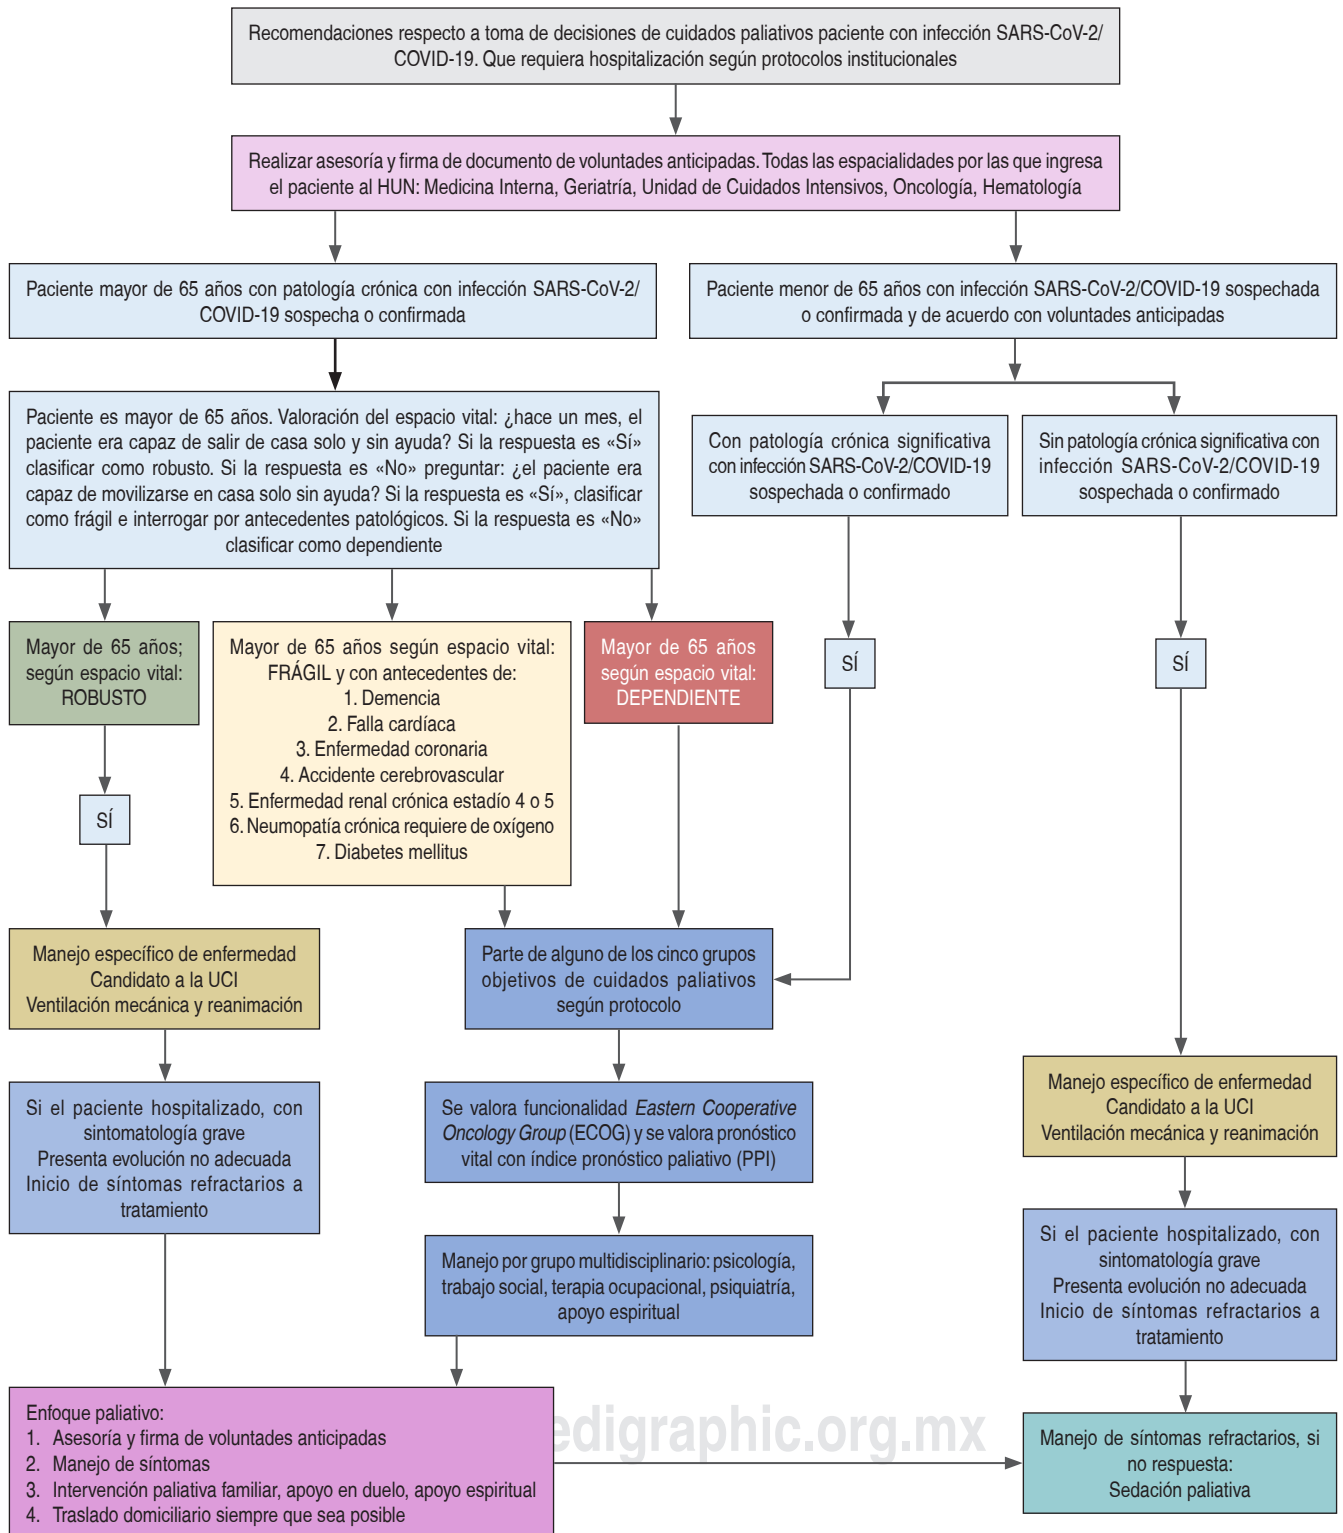 Recomendaciones respecto a toma de decisiones de cuidados paliativos paciente con infección SARS-CoV-2/
COVID-19. Que requiera hospitalización según protocolos institucionales
Realizar asesoría y firma de documento de voluntades anticipadas. Todas las espacialidades por las que ingresa
el paciente al HUN: Medicina Interna, Geriatría, Unidad de Cuidados Intensivos, Oncología, Hematología
Paciente mayor de 65 años con patología crónica con infección SARS-CoV-2/
COVID-19 sospecha o confirmada
Paciente menor de 65 años con infección SARS-CoV-2/COVID-19 sospechada
o confirmada y de acuerdo con voluntades anticipadas
Paciente es mayor de 65 años. Valoración del espacio vital: ¿hace un mes, el
paciente era capaz de salir de casa solo y sin ayuda? Si la respuesta es «Sí»
clasificar como robusto. Si la respuesta es «No» preguntar: ¿el paciente era
capaz de movilizarse en casa solo sin ayuda? Si la respuesta es «Sí», clasificar
como frágil e interrogar por antecedentes patológicos. Si la respuesta es «No»
clasificar como dependiente
Con patología crónica significativa
con infección SARS-CoV-2/COVID-19
sospechada o confirmado
Sin patología crónica significativa con
infección SARS-CoV-2/COVID-19
sospechada o confirmado
Mayor de 65 años;
según espacio vital:
ROBUSTO
Mayor de 65 años según espacio vital:
FRÁGIL y con antecedentes de:
1. Demencia
2. Falla cardíaca
3. Enfermedad coronaria
4. Accidente cerebrovascular
5. Enfermedad renal crónica estadío 4 o 5
6. Neumopatía crónica requiere de oxígeno
7. Diabetes mellitus
Mayor de 65 años
según espacio vital:
DEPENDIENTE
SÍ
SÍ
SÍ
Manejo específico de enfermedad
Candidato a la UCI
Ventilación mecánica y reanimación
Parte de alguno de los cinco grupos
objetivos de cuidados paliativos
según protocolo
Manejo específico de enfermedad
Candidato a la UCI
Ventilación mecánica y reanimación
Si el paciente hospitalizado, con
sintomatología grave
Presenta evolución no adecuada
Inicio de síntomas refractarios a
tratamiento
Se valora funcionalidad Eastern Cooperative
Oncology Group (ECOG) y se valora pronóstico
vital con índice pronóstico paliativo (PPI)
Manejo por grupo multidisciplinario: psicología,
trabajo social, terapia ocupacional, psiquiatría,
apoyo espiritual
Si el paciente hospitalizado, con
sintomatología grave
Presenta evolución no adecuada
Inicio de síntomas refractarios a
tratamiento
Enfoque paliativo:
1. Asesoría y firma de voluntades anticipadas
2. Manejo de síntomas
3. Intervención paliativa familiar, apoyo en duelo, apoyo espiritual
4. Traslado domiciliario siempre que sea posible
edigraphic.org.mx
Manejo de síntomas refractarios, si
no respuesta:
Sedación paliativa